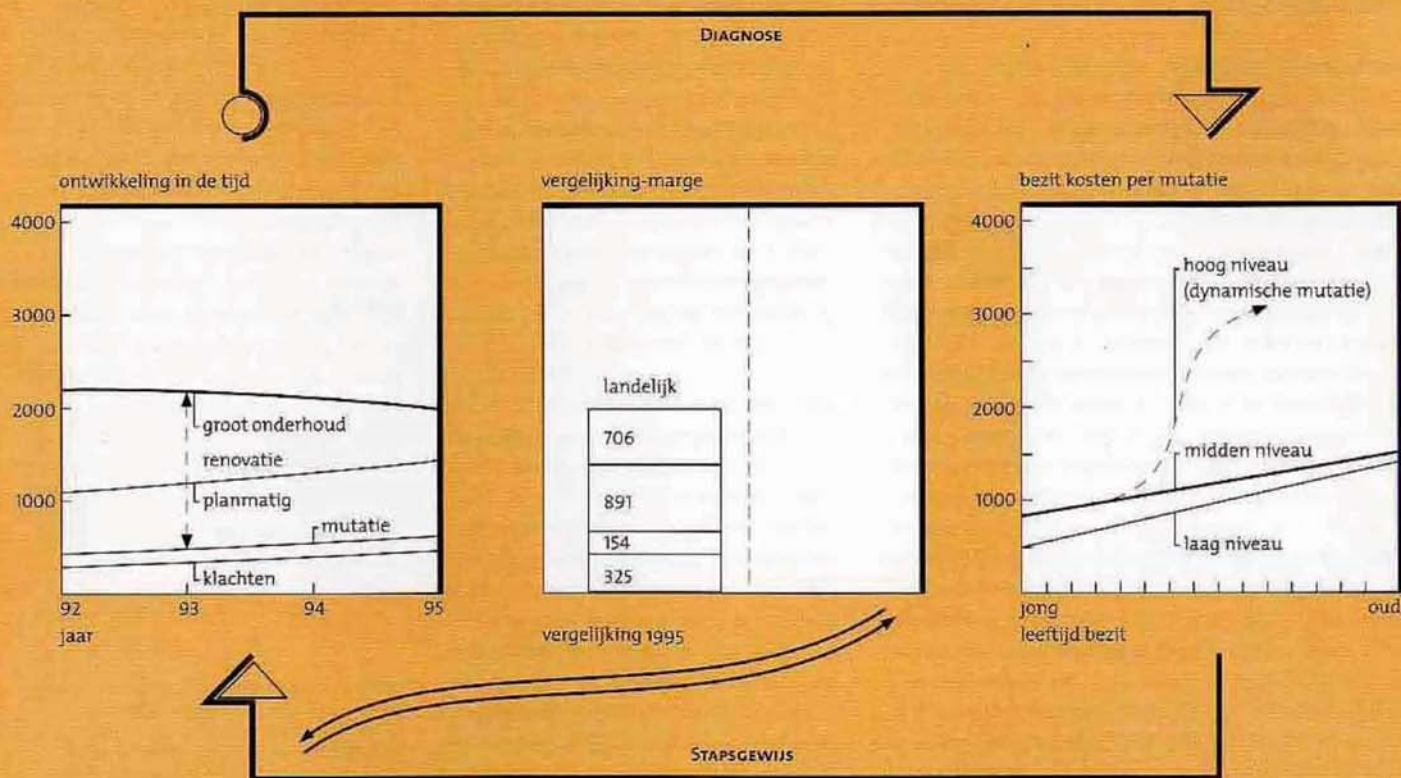 DIAGNOSE
ontwikkeling in de tijd
4000
3000
2000
1000
groot onderhoud
renovatie
planmatig
mutatie
klachten
92 93 94 95
jaar
vergelijking-marge
landelijk
706
891
154
325
vergelijking 1995
bezit kosten per mutatie
4000
3000
2000
1000
hoog niveau
(dynamische mutatie)
midden niveau
laag niveau
jong oud
leeftijd bezit
STAPSGEWIJS